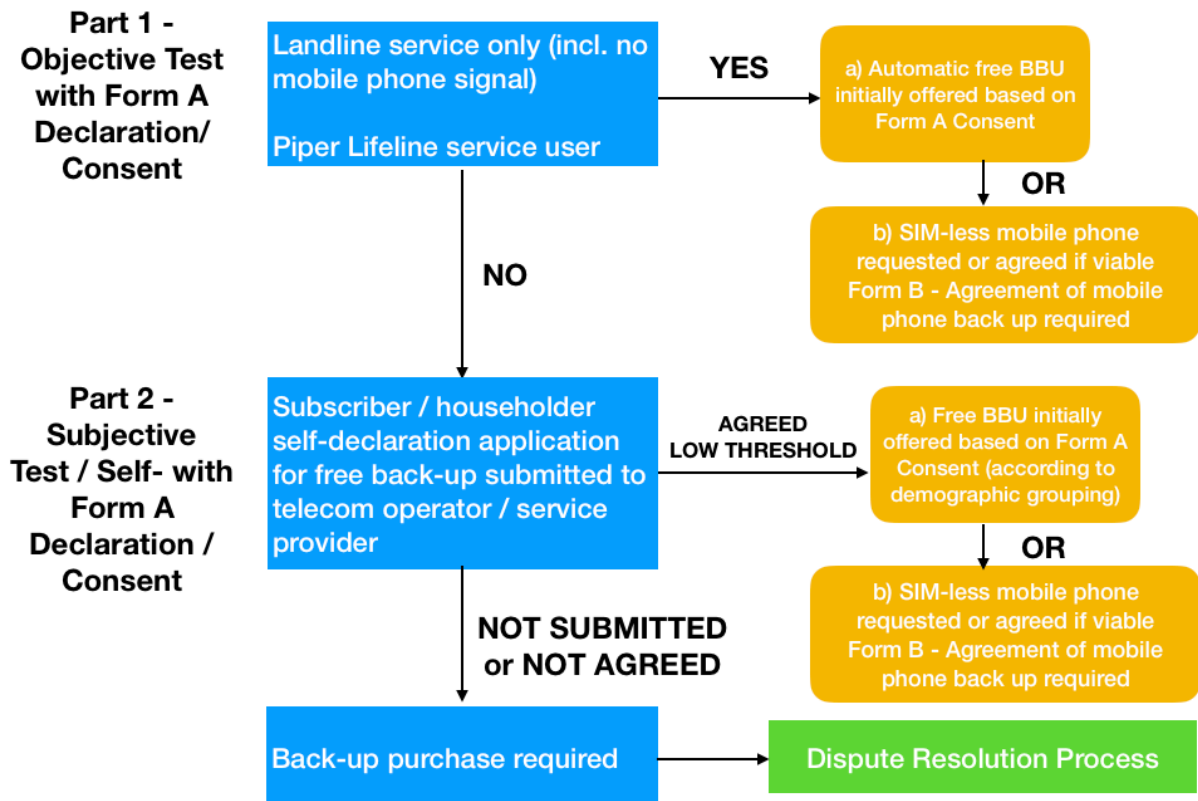 Part 1 -
Objective Test
with Form A
Declaration/
Consent
Landline service only (incl. no
mobile phone signal)
Piper Lifeline service user
YES
a) Automatic free BBU
initially offered based on
Form A Consent
OR
b) SIM-less mobile phone
requested or agreed if viable
Form B - Agreement of mobile
phone back up required
NO
Part 2 -
Subjective
Test / Self- with
Form A
Declaration /
Consent
Subscriber / householder
self-declaration application
for free back-up submitted to
telecom operator / service
provider
AGREED
LOW THRESHOLD
a) Free BBU initially
offered based on Form A
Consent (according to
demographic grouping)
OR
b) SIM-less mobile phone
requested or agreed if viable
Form B - Agreement of mobile
phone back up required
NOT SUBMITTED
or NOT AGREED
Back-up purchase required
Dispute Resolution Process